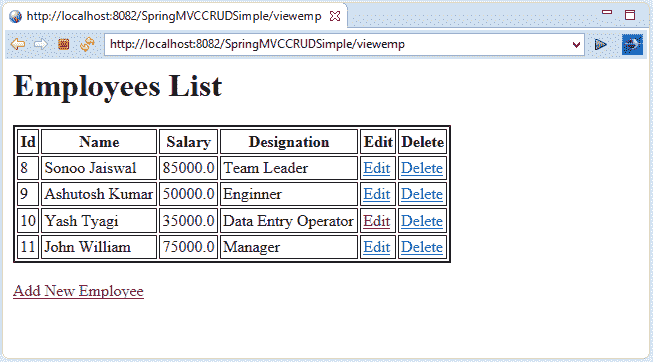 http://localhost:8082/SpringMVCCRUDSimple/viewemp
http://localhost:8082/SpringMVCCRUDSimple/viewemp
Employees List
Id Name Salary Designation Edit Delete
8 Sonoo Jaiswal 85000.0 Team Leader Edit Delete
9 Ashutosh Kumar 50000.0 Enginner Edit Delete
10 Yash Tyagi 35000.0 Data Entry Operator Edit Delete
11 John William 75000.0 Manager Edit Delete
Add New Employee